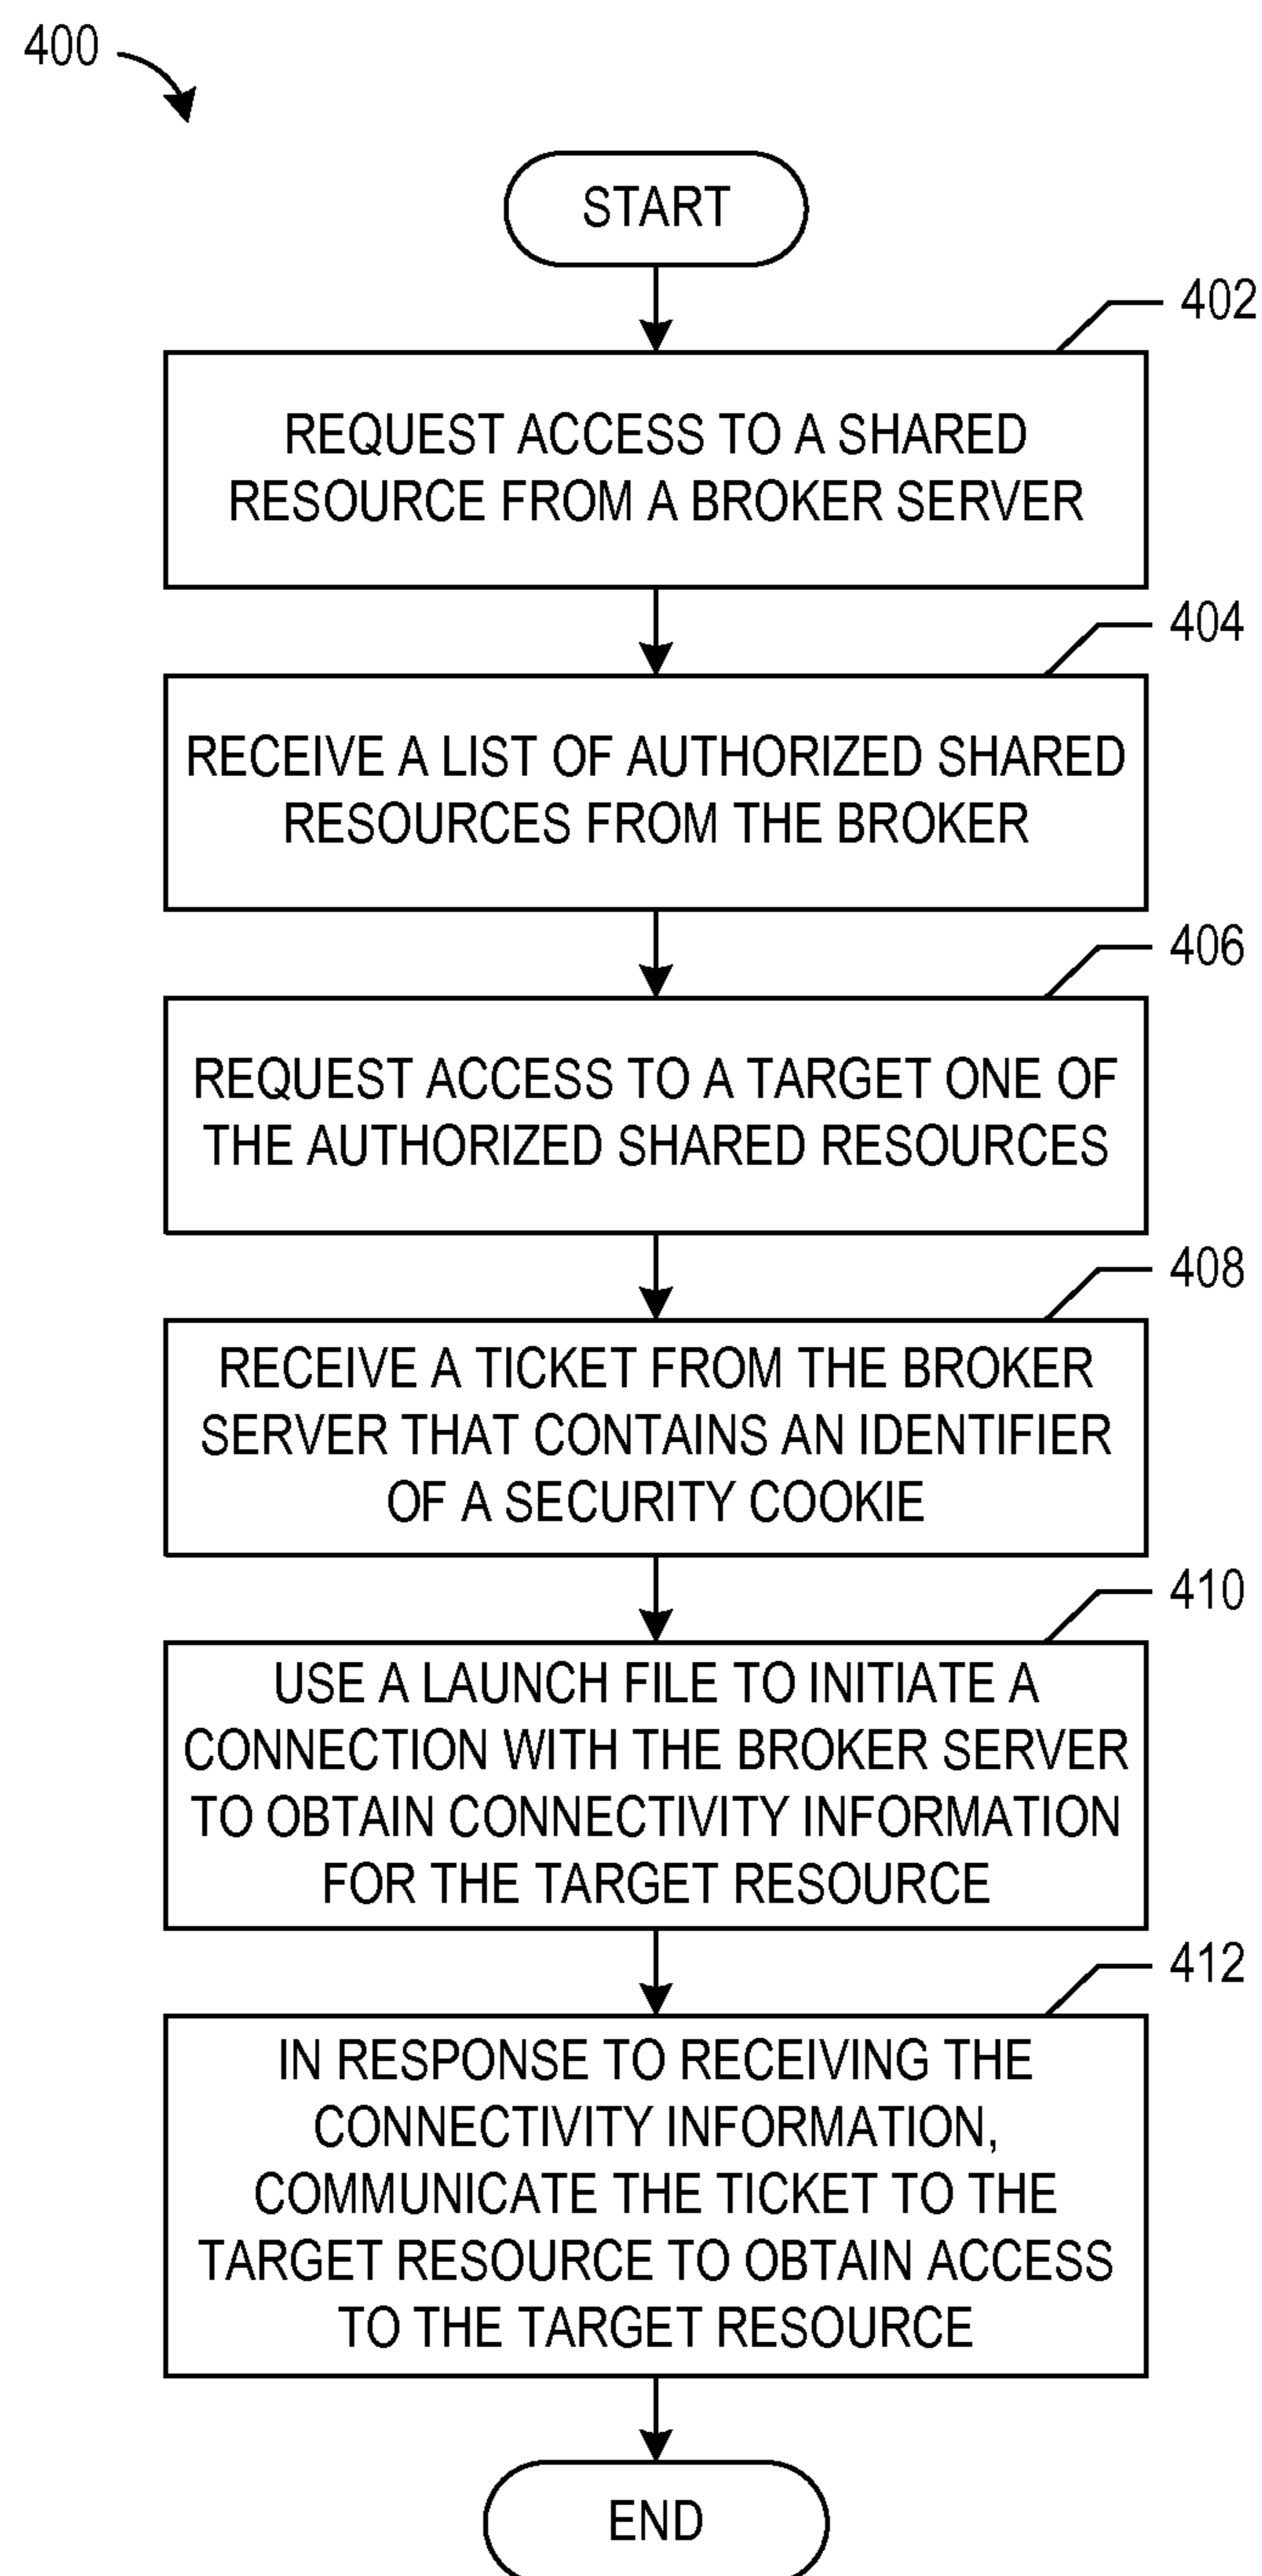 400
START
402
REQUEST ACCESS TO A SHARED
RESOURCE FROM A BROKER SERVER
404
RECEIVE A LIST OF AUTHORIZED SHARED
RESOURCES FROM THE BROKER
406
REQUEST ACCESS TO A TARGET ONE OF
THE AUTHORIZED SHARED RESOURCES
408
RECEIVE A TICKET FROM THE BROKER
SERVER THAT CONTAINS AN IDENTIFIER
OF A SECURITY COOKIE
410
USE A LAUNCH FILE TO INITIATE A
CONNECTION WITH THE BROKER SERVER
TO OBTAIN CONNECTIVITY INFORMATION
FOR THE TARGET RESOURCE
412
IN RESPONSE TO RECEIVING THE
CONNECTIVITY INFORMATION,
COMMUNICATE THE TICKET TO THE
TARGET RESOURCE TO OBTAIN ACCESS
TO THE TARGET RESOURCE
END